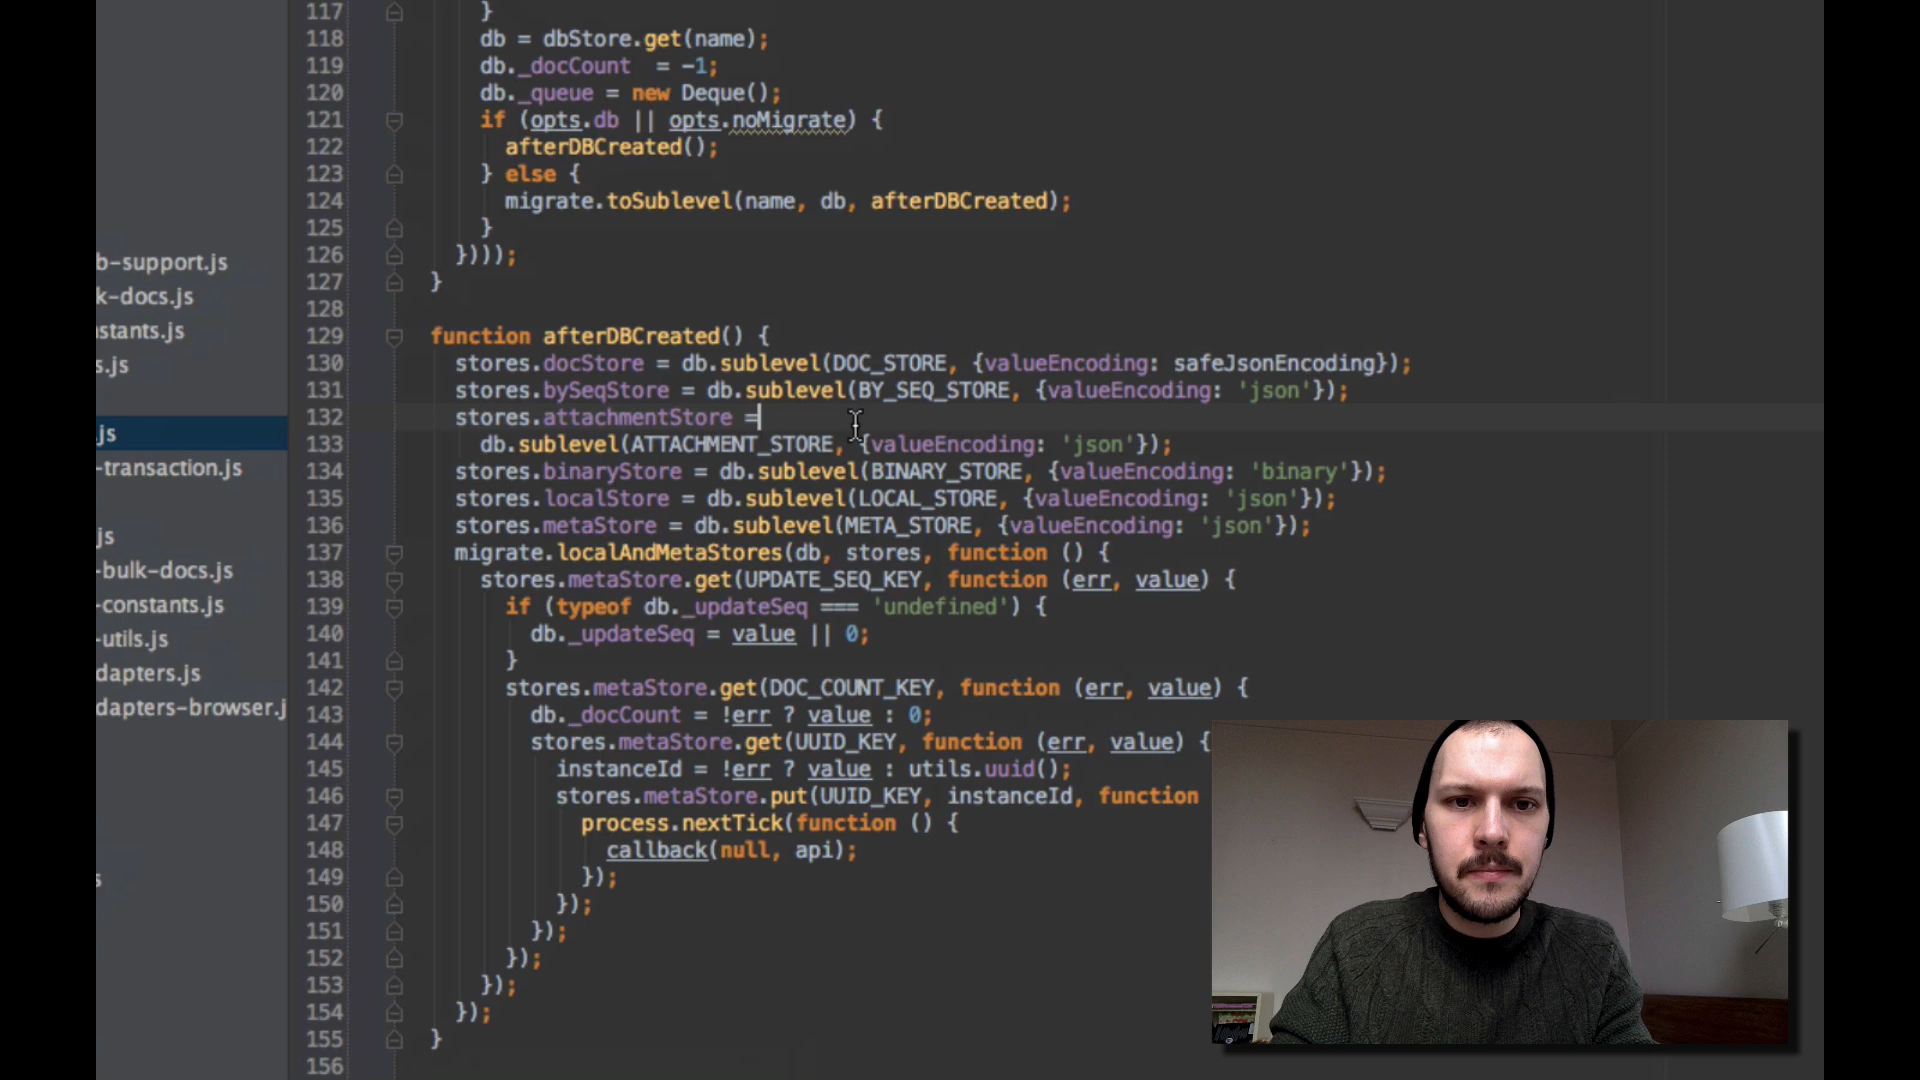 117 }
118 db = dbStore.get(name);
119 db._docCount  = -1;
120 db._queue = new Deque();
121 if (opts.db || opts.noMigrate) {
122 afterDBCreated();
123 } else {
124 migrate.toSublevel(name, db, afterDBCreated);
125 }
126 })));
127 }
128
129 function afterDBCreated() {
130 stores.docStore = db.sublevel(DOC_STORE, {valueEncoding: safeJsonEncoding});
131 stores.bySeqStore = db.sublevel(BY_SEQ_STORE, {valueEncoding: 'json'});
132 stores.attachmentStore =
133 db.sublevel(ATTACHMENT_STORE, {valueEncoding: 'json'});
134 stores.binaryStore = db.sublevel(BINARY_STORE, {valueEncoding: 'binary'});
135 stores.localStore = db.sublevel(LOCAL_STORE, {valueEncoding: 'json'});
136 stores.metaStore = db.sublevel(META_STORE, {valueEncoding: 'json'});
137 migrate.localAndMetaStores(db, stores, function () {
138 stores.metaStore.get(UPDATE_SEQ_KEY, function (err, value) {
139 if (typeof db._updateSeq === 'undefined') {
140 db._updateSeq = value || 0;
141 }
142 stores.metaStore.get(DOC_COUNT_KEY, function (err, value) {
143 db._docCount = !err ? value : 0;
144 stores.metaStore.get(UUID_KEY, function (err, value) {
145 instanceId = !err ? value : utils.uuid();
146 stores.metaStore.put(UUID_KEY, instanceId, function
147 process.nextTick(function () {
148 callback(null, api);
149 });
150 });
151 });
152 });
153 });
154 });
155 }
156
b-support.js
k-docs.js
stants.js
s.js
.js
-transaction.js
js
-bulk-docs.js
-constants.js
-utils.js
dapters.js
dapters-browser.j
s